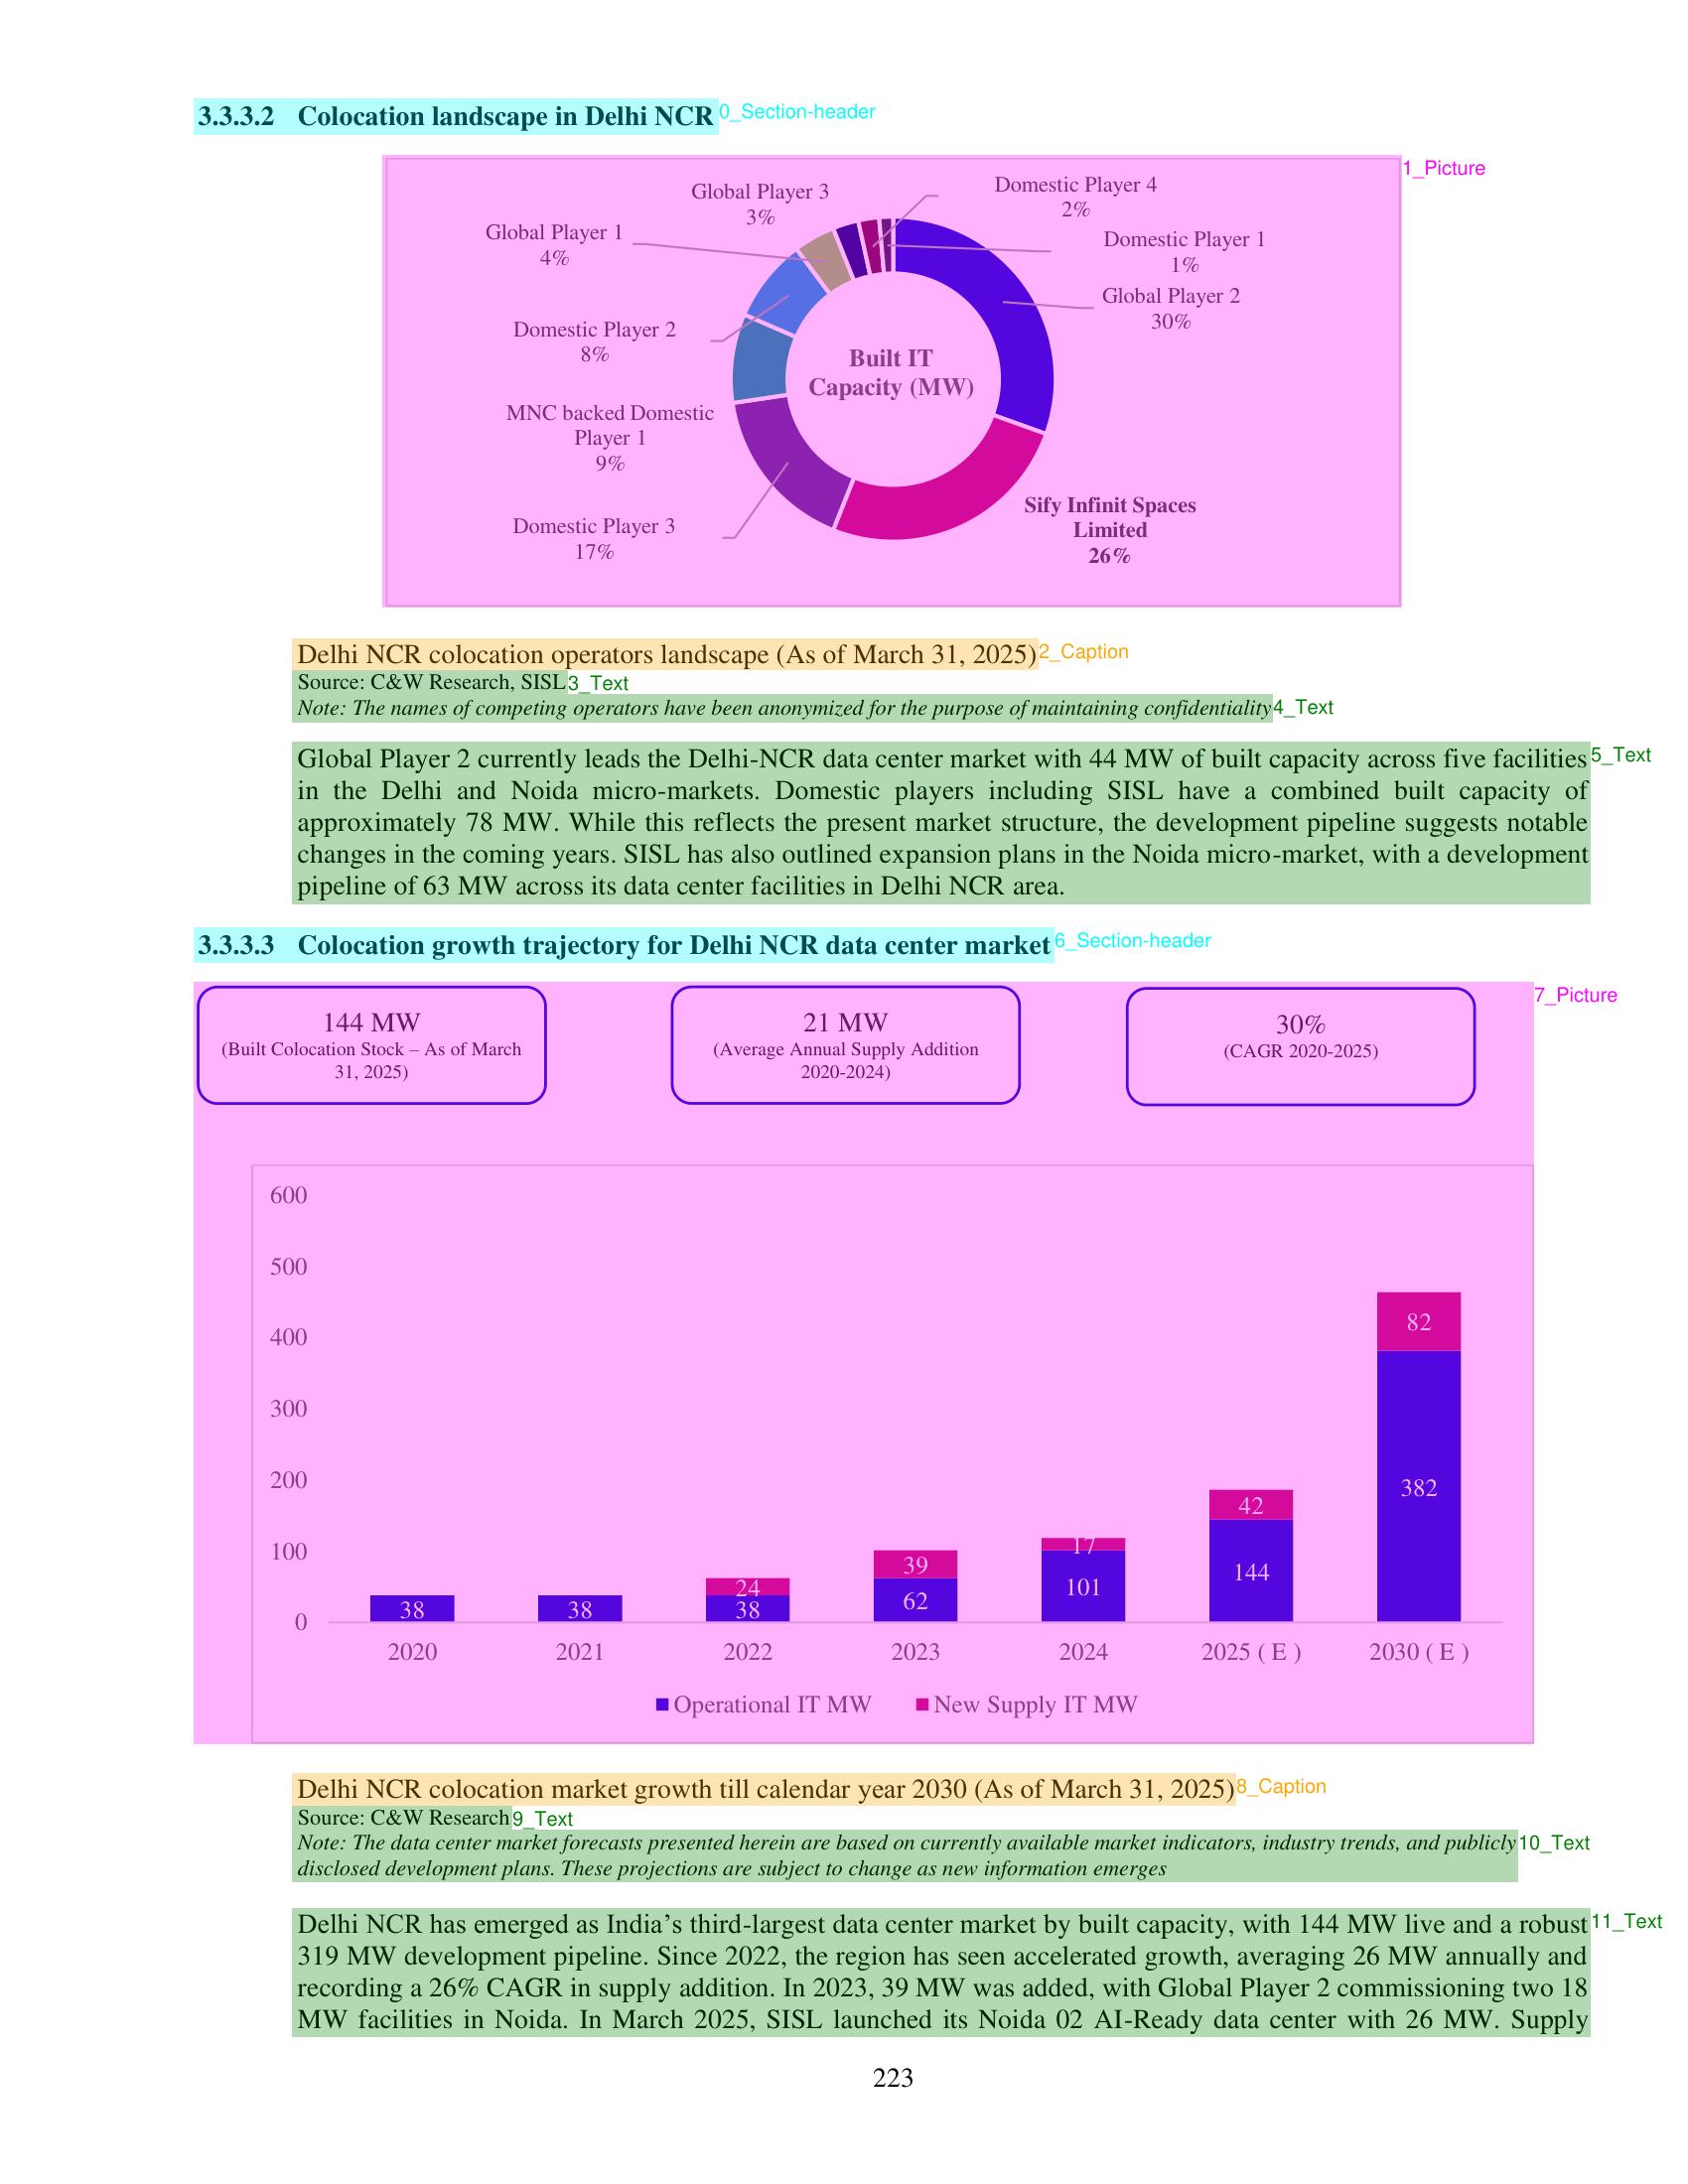 3.3.3.2 Colocation landscape in Delhi NCR
0_Section-header
1_Picture
Global Player 3
3%
Domestic Player 4
2%
Global Player 1
4%
Domestic Player 1
1%
Global Player 2
30%
Domestic Player 2
8%
Built IT
Capacity (MW)
MNC backed Domestic
Player 1
9%
Sify Infinit Spaces
Limited
26%
Domestic Player 3
17%
Delhi NCR colocation operators landscape (As of March 31, 2025)
2_Caption
Source: C&W Research, SISL
3_Text
Note: The names of competing operators have been anonymized for the purpose of maintaining confidentiality
4_Text
Global Player 2 currently leads the Delhi-NCR data center market with 44 MW of built capacity across five facilities
5_Text
in the Delhi and Noida micro-markets. Domestic players including SISL have a combined built capacity of
approximately 78 MW. While this reflects the present market structure, the development pipeline suggests notable
changes in the coming years. SISL has also outlined expansion plans in the Noida micro-market, with a development
pipeline of 63 MW across its data center facilities in Delhi NCR area.
3.3.3.3 Colocation growth trajectory for Delhi NCR data center market
6_Section-header
7_Picture
144 MW
(Built Colocation Stock – As of March
31, 2025)
21 MW
(Average Annual Supply Addition
2020-2024)
30%
(CAGR 2020-2025)
600
500
400
300
200
100
0
38
38
24
38
39
62
17
101
42
144
82
382
2020 2021 2022 2023 2024 2025 ( E ) 2030 ( E )
Operational IT MW New Supply IT MW
Delhi NCR colocation market growth till calendar year 2030 (As of March 31, 2025)
8_Caption
Source: C&W Research
9_Text
Note: The data center market forecasts presented herein are based on currently available market indicators, industry trends, and publicly
10_Text
disclosed development plans. These projections are subject to change as new information emerges
Delhi NCR has emerged as India’s third-largest data center market by built capacity, with 144 MW live and a robust
11_Text
319 MW development pipeline. Since 2022, the region has seen accelerated growth, averaging 26 MW annually and
recording a 26% CAGR in supply addition. In 2023, 39 MW was added, with Global Player 2 commissioning two 18
MW facilities in Noida. In March 2025, SISL launched its Noida 02 AI-Ready data center with 26 MW. Supply
223